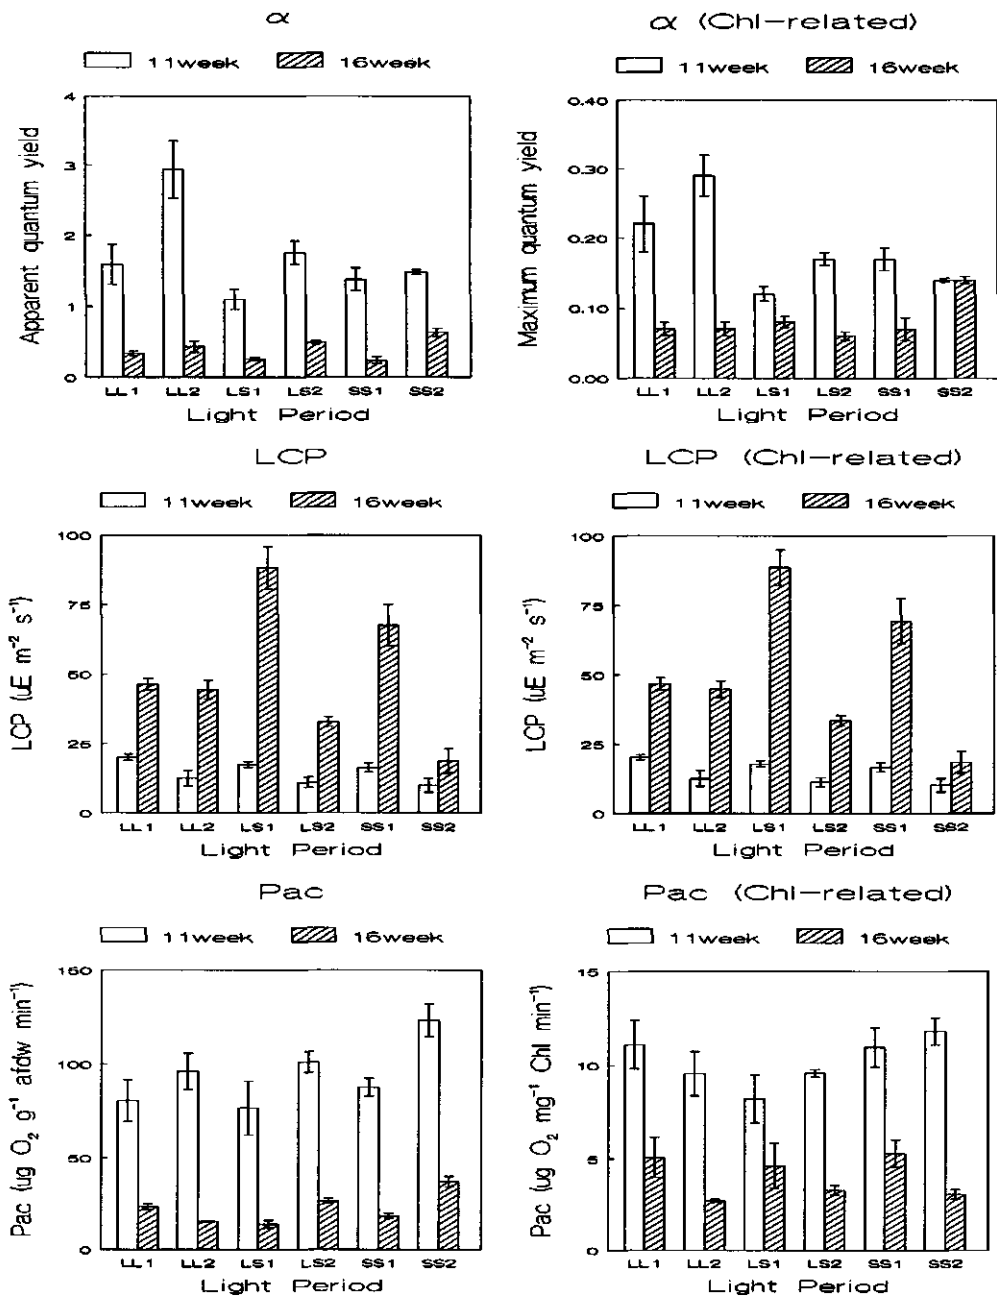 α
11week 16week
Apparent quantum yield
4
3
2
1
0
LL1 LL2 LS1 LS2 SS1 SS2
Light Period
α (Chl-related)
11week 16week
Maximum quantum yield
0.40
0.30
0.20
0.10
0.00
LL1 LL2 LS1 LS2 SS1 SS2
Light Period
LCP
11week 16week
LCP (uE m⁻² s⁻¹)
100
75
50
25
0
LL1 LL2 LS1 LS2 SS1 SS2
Light Period
LCP (Chl-related)
11week 16week
LCP (uE m⁻² s⁻¹)
100
75
50
25
0
LL1 LL2 LS1 LS2 SS1 SS2
Light Period
Pac
11week 16week
Pac (ug O₂ g⁻¹ afdw min⁻¹)
150
100
50
0
LL1 LL2 LS1 LS2 SS1 SS2
Light Period
Pac (Chl-related)
11week 16week
Pac (ug O₂ mg⁻¹ Chl min⁻¹)
15
10
5
0
LL1 LL2 LS1 LS2 SS1 SS2
Light Period